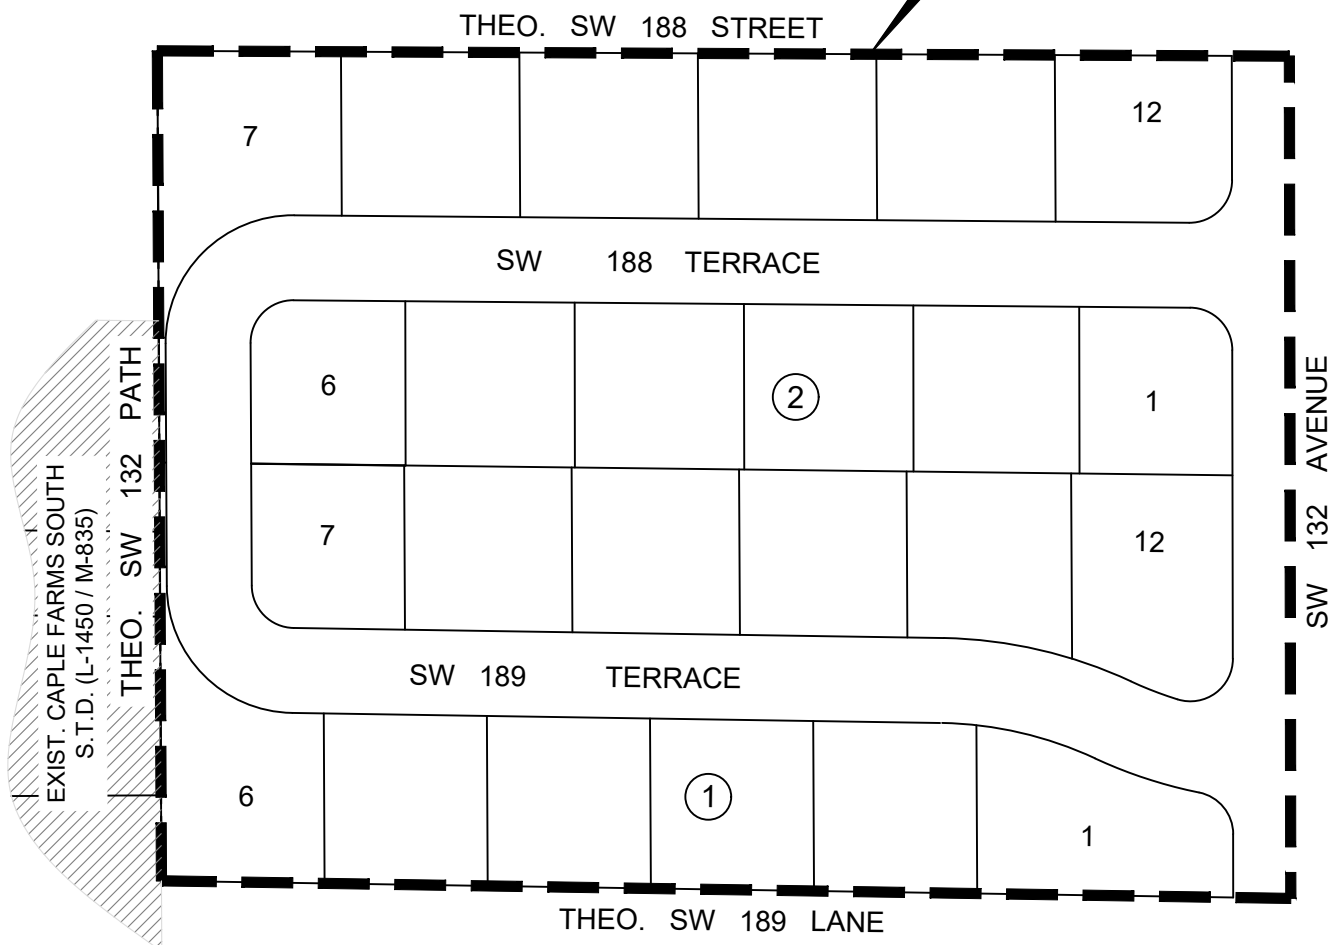 THEO. SW 188 STREET
7
12
SW 188 TERRACE
6
2
1
7
12
SW 189 TERRACE
6
1
1
THEO. SW 189 LANE
THEO. SW 132 PATH
EXIST. CAPLE FARMS SOUTH
S.T.D. (L-1450 / M-835)
SW 132 AVENUE